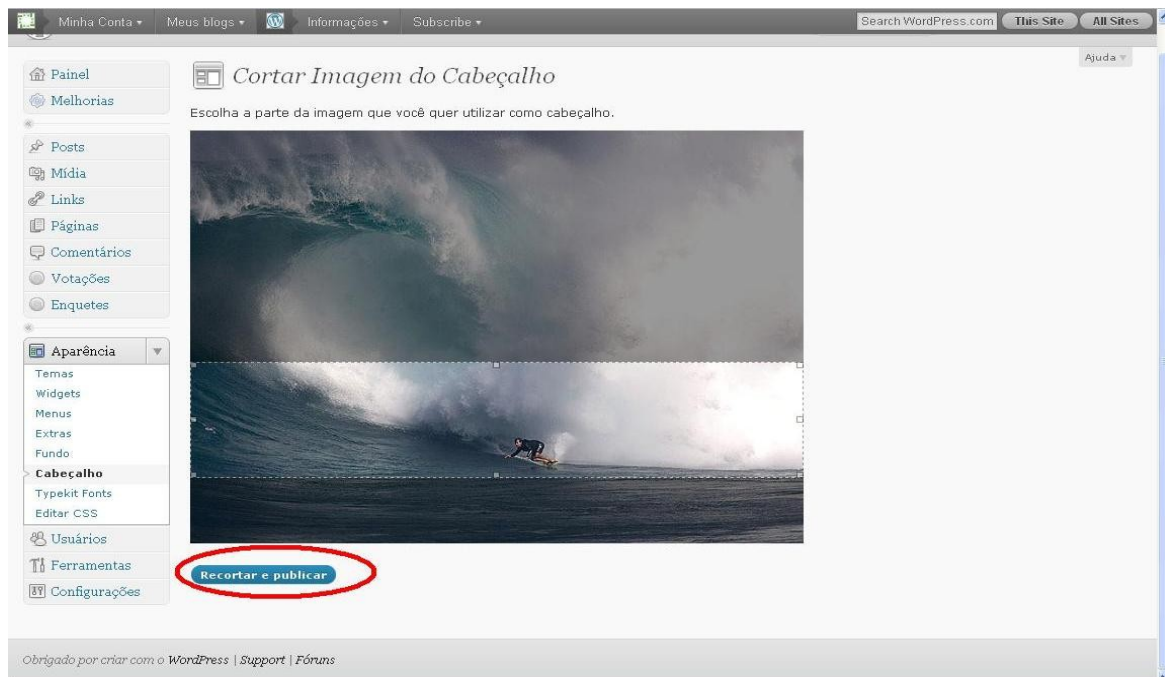 Minha Conta Meus blogs Informações Subscribe Search WordPress.com This Site All Sites
Ajuda
Painel
Melhorias
Posts
Mídia
Links
Páginas
Comentários
Votações
Enquetes
Aparência
Temas
Widgets
Menus
Extras
Fundo
Cabeçalho
Typekit Fonts
Editar CSS
Usuários
Ferramentas
Configurações
Cortar Imagem do Cabeçalho
Escolha a parte da imagem que você quer utilizar como cabeçalho.
Recortar e publicar
Obrigado por criar com o WordPress | Support | Fóruns